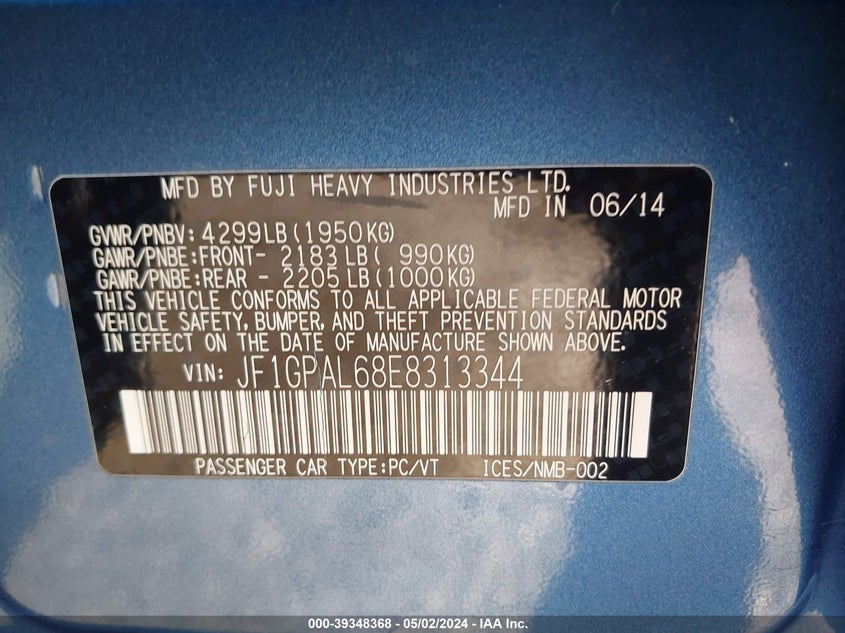 MFD BY FUJI HEAVY INDUSTRIES LTD.
MFD IN 06/14
GVWR/PNBV: 4299LB(1950KG)
GAWR/PNBE:FRONT- 2183LB( 990KG)
GAWR/PNBE:REAR - 2205LB(1000KG)
THIS VEHICLE CONFORMS TO ALL APPLICABLE FEDERAL MOTOR
VEHICLE SAFETY, BUMPER, AND THEFT PREVENTION STANDARDS
IN EFFECT ON THE DATE OF MANUFACTURE SHOWN ABOVE.
VIN: JF1GPAL68E8313344
PASSENGER CAR TYPE:PC/VT ICES/NMB-002
000-39348368 - 05/02/2024 - IAA Inc.